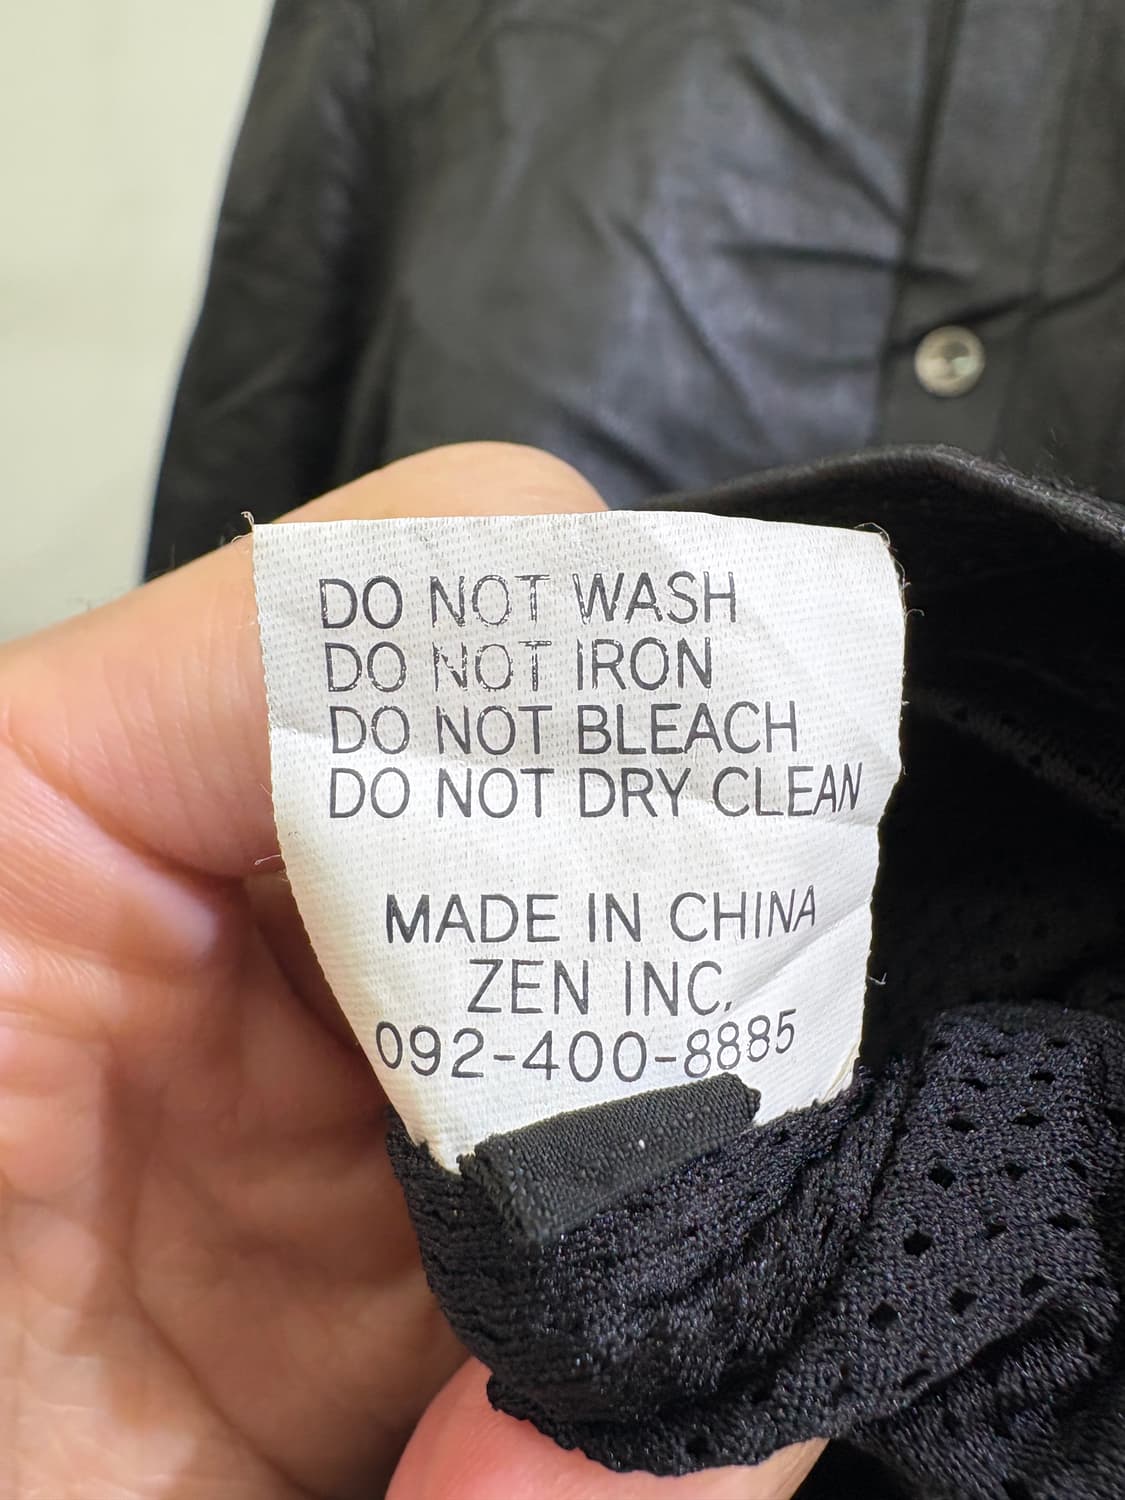 DO NOT WASH
DO NOT IRON
DO NOT BLEACH
DO NOT DRY CLEAN
MADE IN CHINA
ZEN INC.
092-400-8885